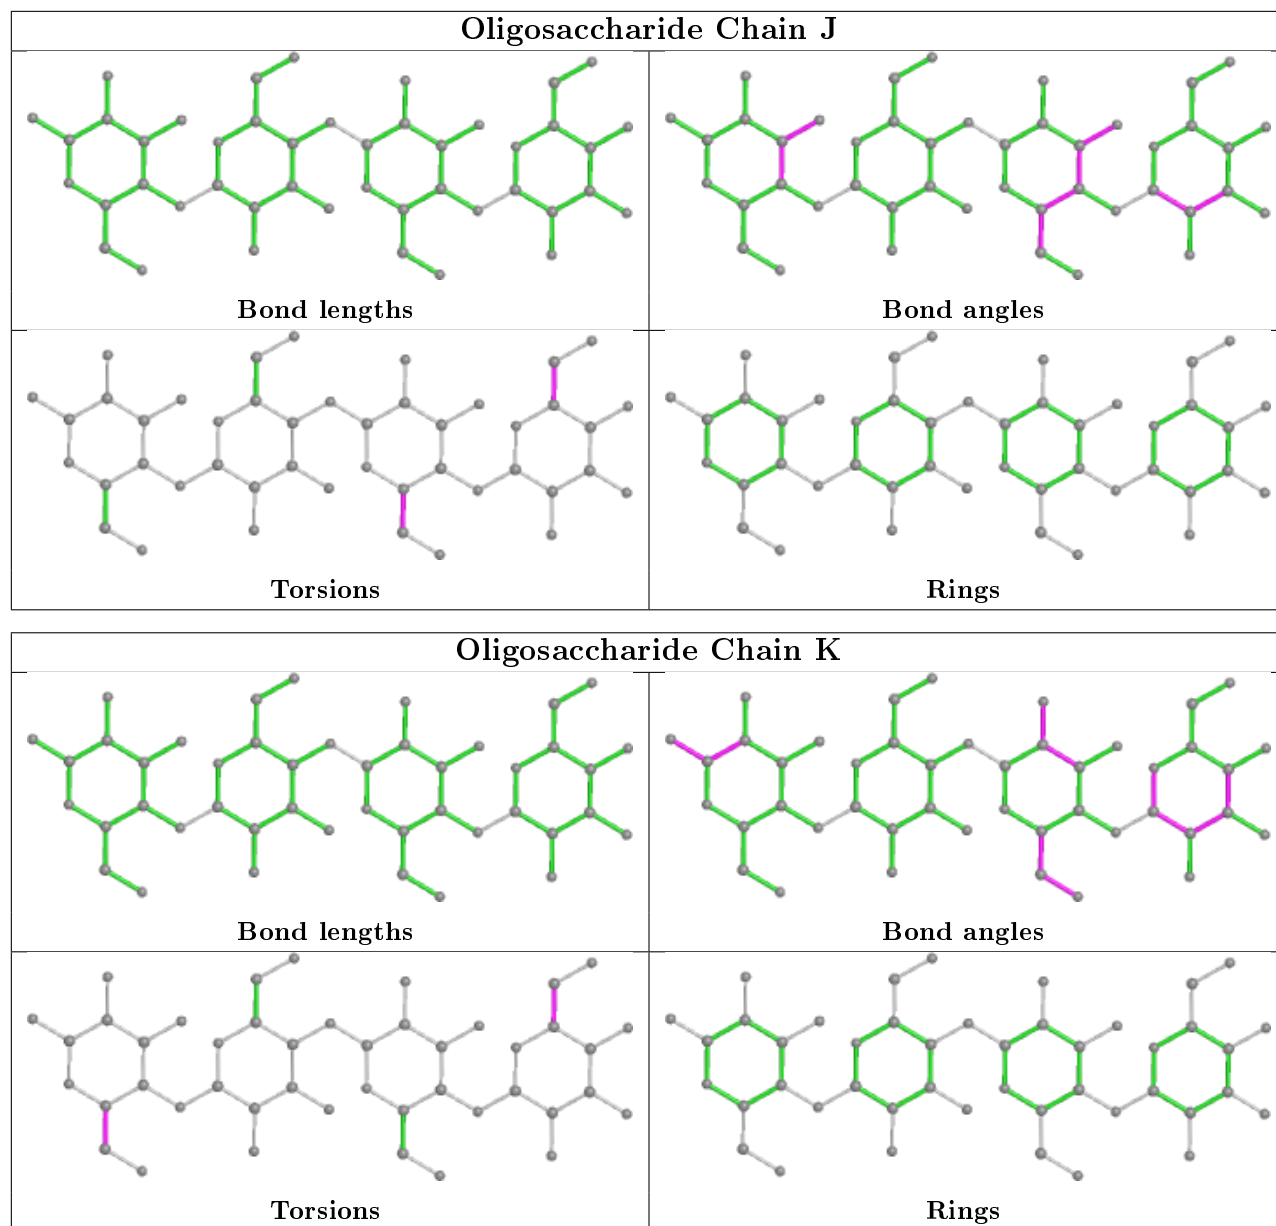 Oligosaccharide Chain J
Bond lengths
Bond angles
Torsions
Rings
Oligosaccharide Chain K
Bond lengths
Bond angles
Torsions
Rings